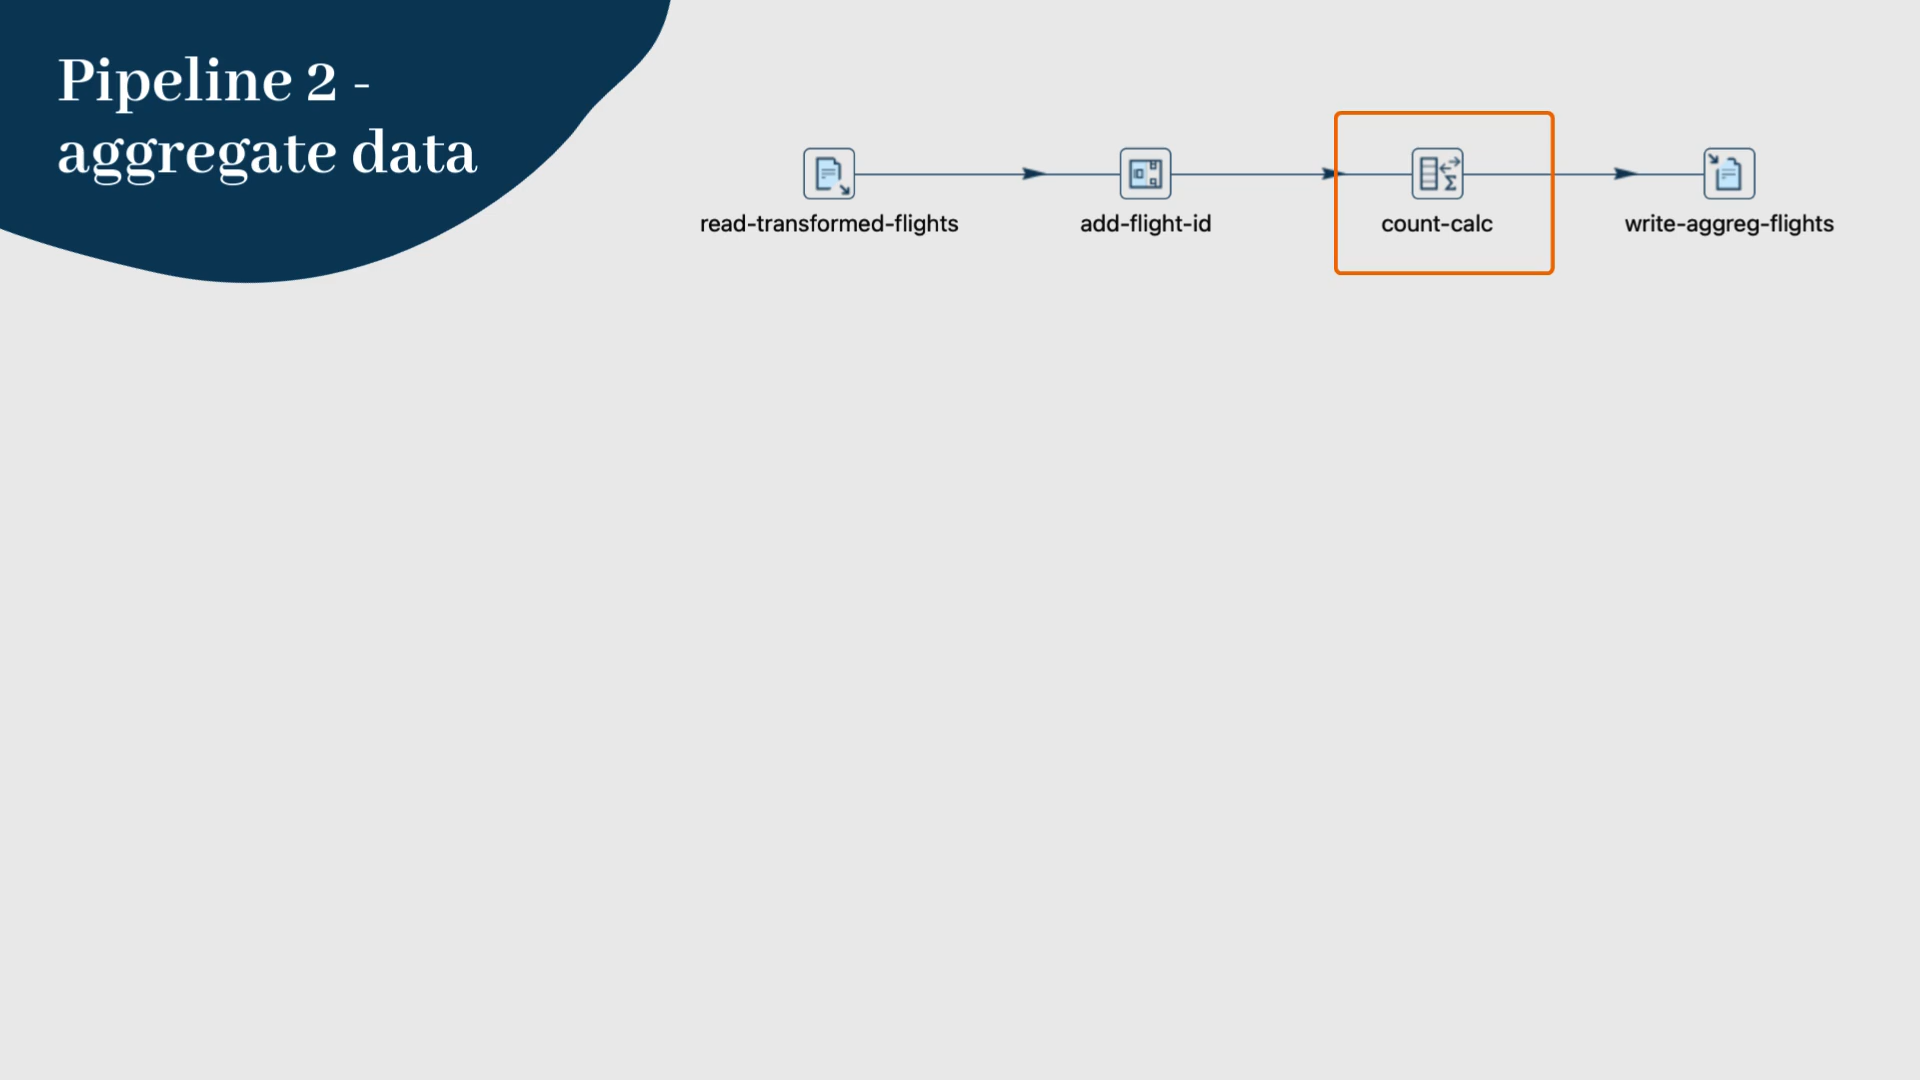 Pipeline 2 -
aggregate data
read-transformed-flights
add-flight-id
count-calc
write-aggreg-flights